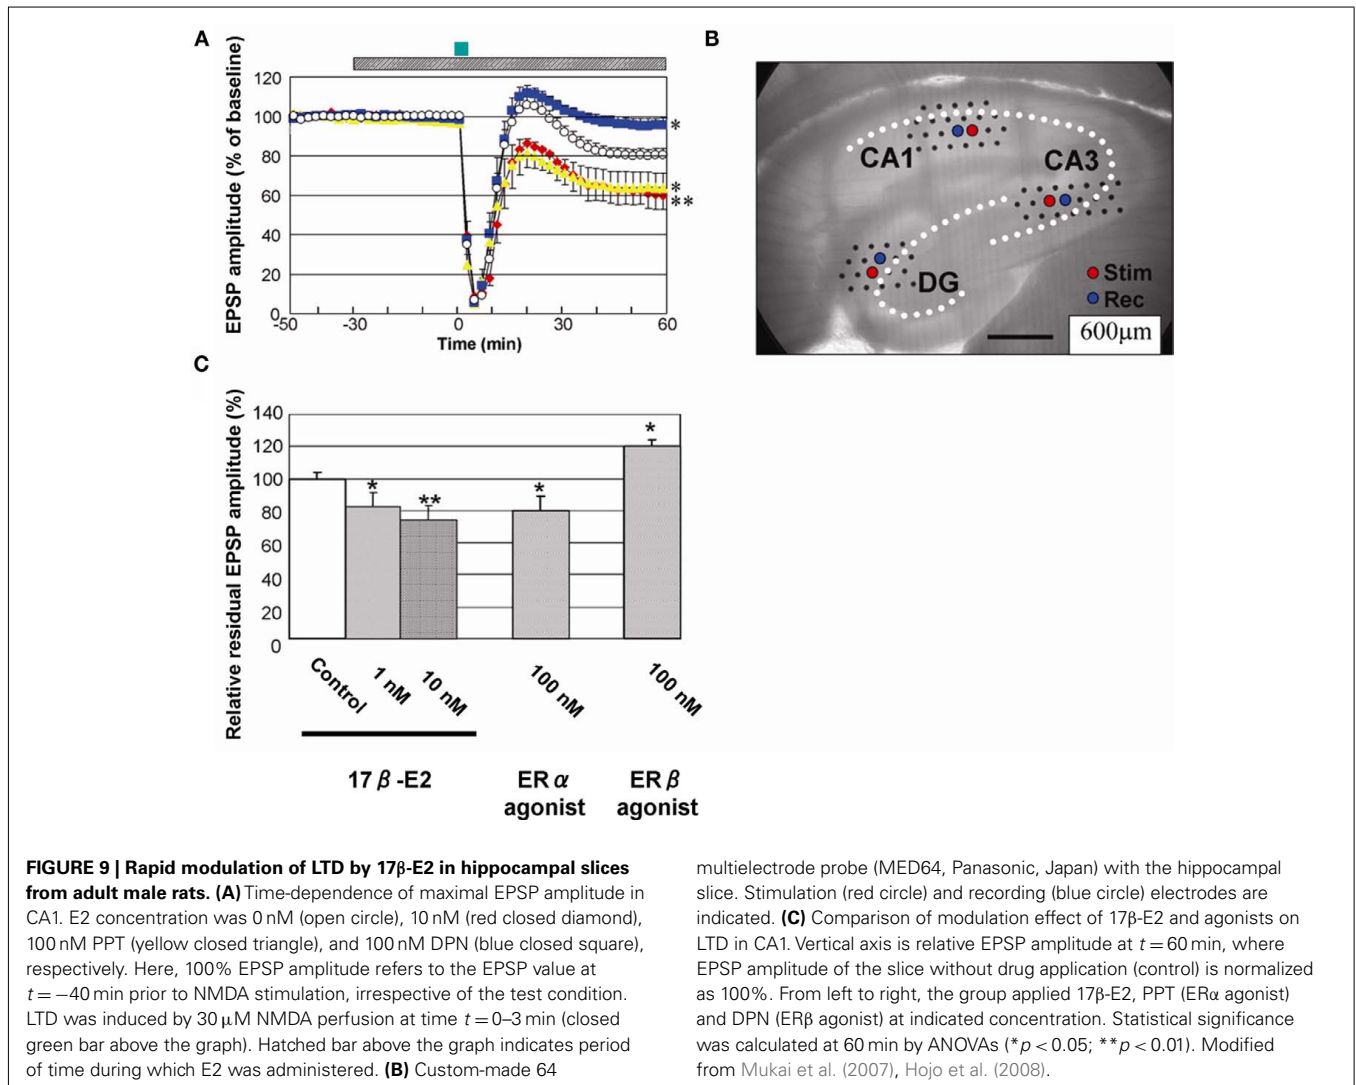 A
EPSP amplitude (% of baseline)
120
100
80
60
40
20
0
-50
-30
0
30
60
Time (min)
*
*
**
B
CA1
CA3
DG
Stim
Rec
600µm
C
Relative residual EPSP amplitude (%)
140
120
100
80
60
40
20
0
*
**
*
*
Control
1 nM
10 nM
100 nM
100 nM
17 β -E2
ER α
agonist
ER β
agonist
FIGURE 9 | Rapid modulation of LTD by 17β-E2 in hippocampal slices
from adult male rats. (A) Time-dependence of maximal EPSP amplitude in
CA1. E2 concentration was 0 nM (open circle), 10 nM (red closed diamond),
100 nM PPT (yellow closed triangle), and 100 nM DPN (blue closed square),
respectively. Here, 100% EPSP amplitude refers to the EPSP value at
t = −40 min prior to NMDA stimulation, irrespective of the test condition.
LTD was induced by 30 µM NMDA perfusion at time t = 0–3 min (closed
green bar above the graph). Hatched bar above the graph indicates period
of time during which E2 was administered. (B) Custom-made 64
multielectrode probe (MED64, Panasonic, Japan) with the hippocampal
slice. Stimulation (red circle) and recording (blue circle) electrodes are
indicated. (C) Comparison of modulation effect of 17β-E2 and agonists on
LTD in CA1. Vertical axis is relative EPSP amplitude at t = 60 min, where
EPSP amplitude of the slice without drug application (control) is normalized
as 100%. From left to right, the group applied 17β-E2, PPT (ERα agonist)
and DPN (ERβ agonist) at indicated concentration. Statistical significance
was calculated at 60 min by ANOVAs (*p < 0.05; **p < 0.01). Modified
from Mukai et al. (2007), Hojo et al. (2008).